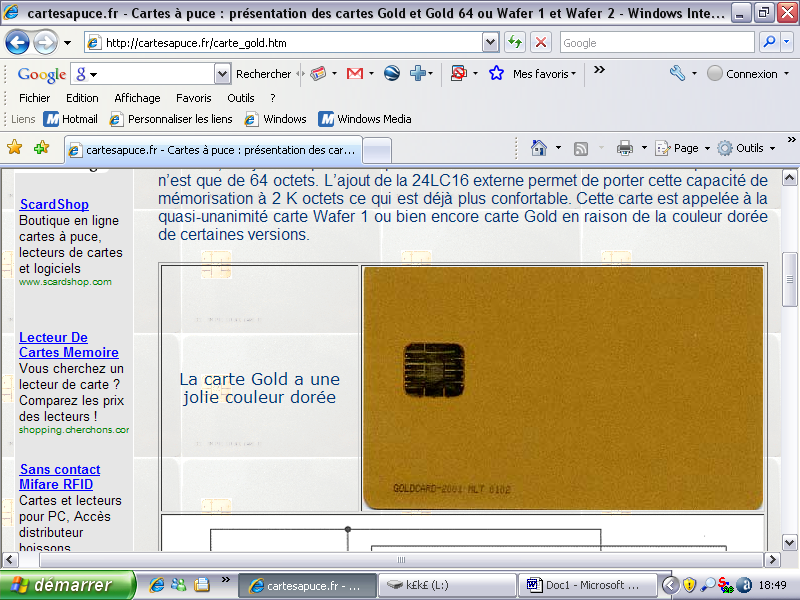 cartesapuce.fr - Cartes à puce : présentation des cartes Gold et Gold 64 ou Wafer 1 et Wafer 2 - Windows Inte...
http://cartesapuce.fr/carte_gold.htm
Google
Google
Rechercher
Mes favoris
»
Connexion
Fichier Edition Affichage Favoris Outils ?
Liens Hotmail Personnaliser les liens Windows Windows Media
cartesapuce.fr - Cartes à puce : présentation des car...
Page
Outils
»
n'est que de 64 octets. L'ajout de la 24LC16 externe permet de porter cette capacité de
mémorisation à 2 K octets ce qui est déjà plus confortable. Cette carte est appelée à la
quasi-unanimité carte Wafer 1 ou bien encore carte Gold en raison de la couleur dorée
de certaines versions.
ScardShop
Boutique en ligne
cartes à puce,
lecteurs de cartes
et logiciels
www.scardshop.com
Lecteur De
Cartes Memoire
Vous cherchez un
lecteur de carte ?
Comparez les prix
des lecteurs !
shopping.cherchons.cor
Sans contact
Mifare RFID
Cartes et lecteurs
pour PC, Accès
distributeur
boissons
La carte Gold a une
jolie couleur dorée
GOLDCARD-2001 MLT 0102
démarrer
»
cartesapuce.fr - ...
k£k£ (L:)
Doc1 - Microsoft ...
18:49